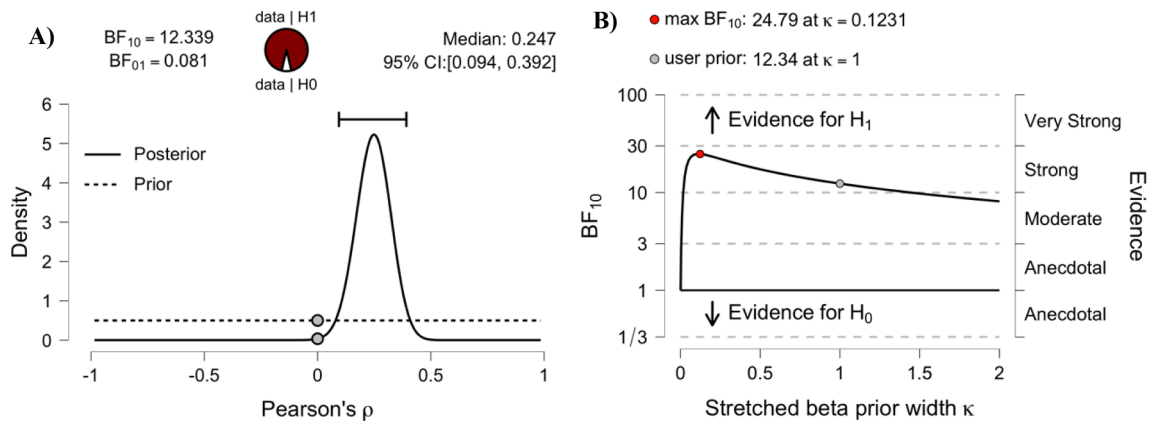 A)
BF10 = 12.339
BF01 = 0.081
data | H1
data | H0
Median: 0.247
95% CI:[0.094, 0.392]
Posterior
Prior
Density
6
5
4
3
2
1
0
-1
-0.5
0
0.5
1
Pearson's ρ
B)
max BF10: 24.79 at κ = 0.1231
user prior: 12.34 at κ = 1
Evidence for H1
Evidence for H0
BF10
100
30
10
3
1
1/3
Very Strong
Strong
Moderate
Anecdotal
Anecdotal
Evidence
0
0.5
1
1.5
2
Stretched beta prior width κ